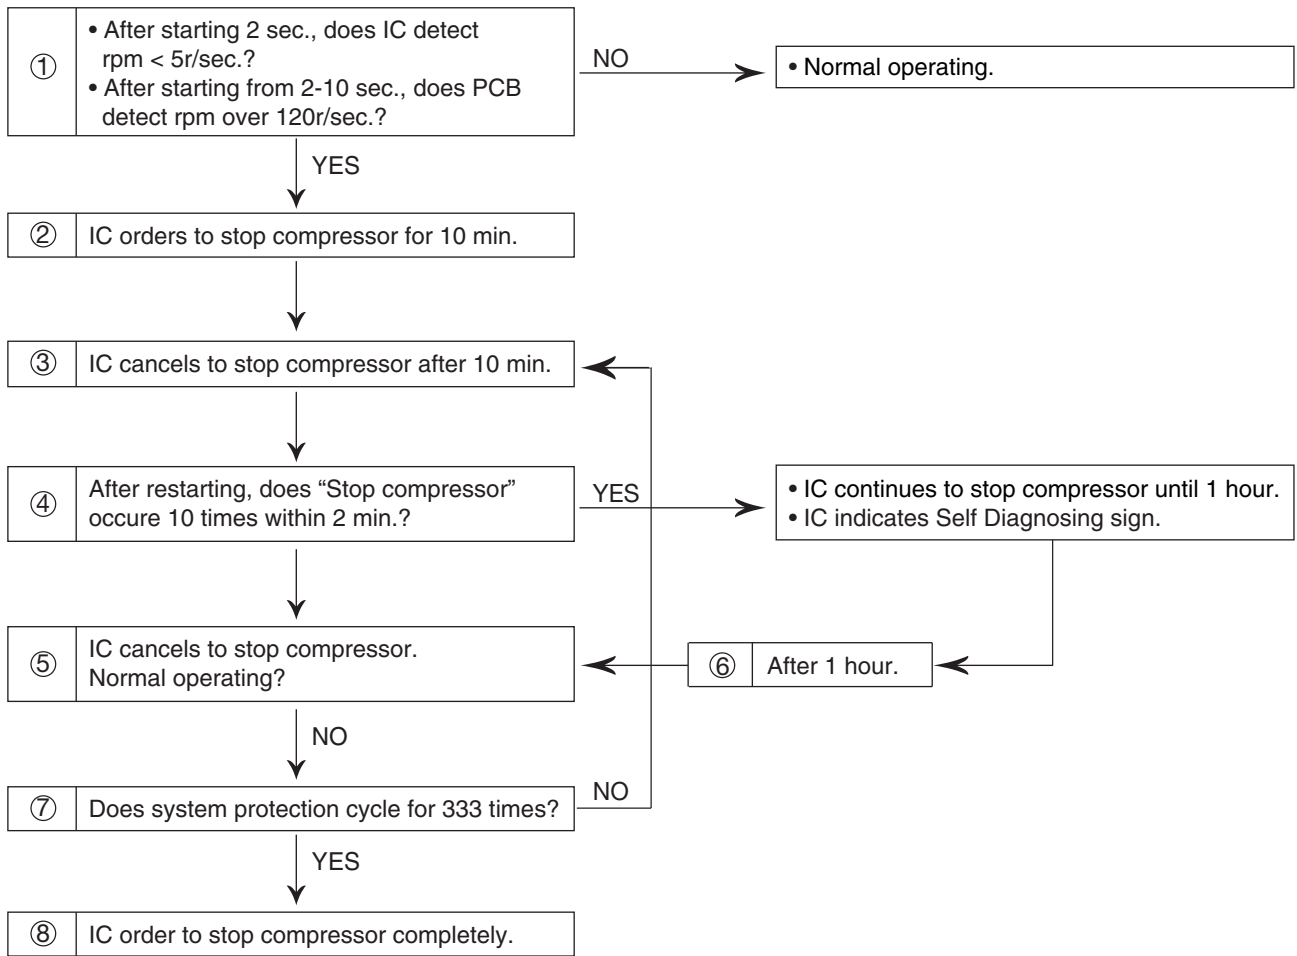 ①
• After starting 2 sec., does IC detect
rpm < 5r/sec.?
• After starting from 2-10 sec., does PCB
detect rpm over 120r/sec.?
NO
• Normal operating.
YES
② IC orders to stop compressor for 10 min.
③ IC cancels to stop compressor after 10 min.
④
After restarting, does “Stop compressor”
occure 10 times within 2 min.?
YES
• IC continues to stop compressor until 1 hour.
• IC indicates Self Diagnosing sign.
⑤
IC cancels to stop compressor.
Normal operating?
⑥ After 1 hour.
NO
⑦ Does system protection cycle for 333 times?
NO
YES
⑧ IC order to stop compressor completely.